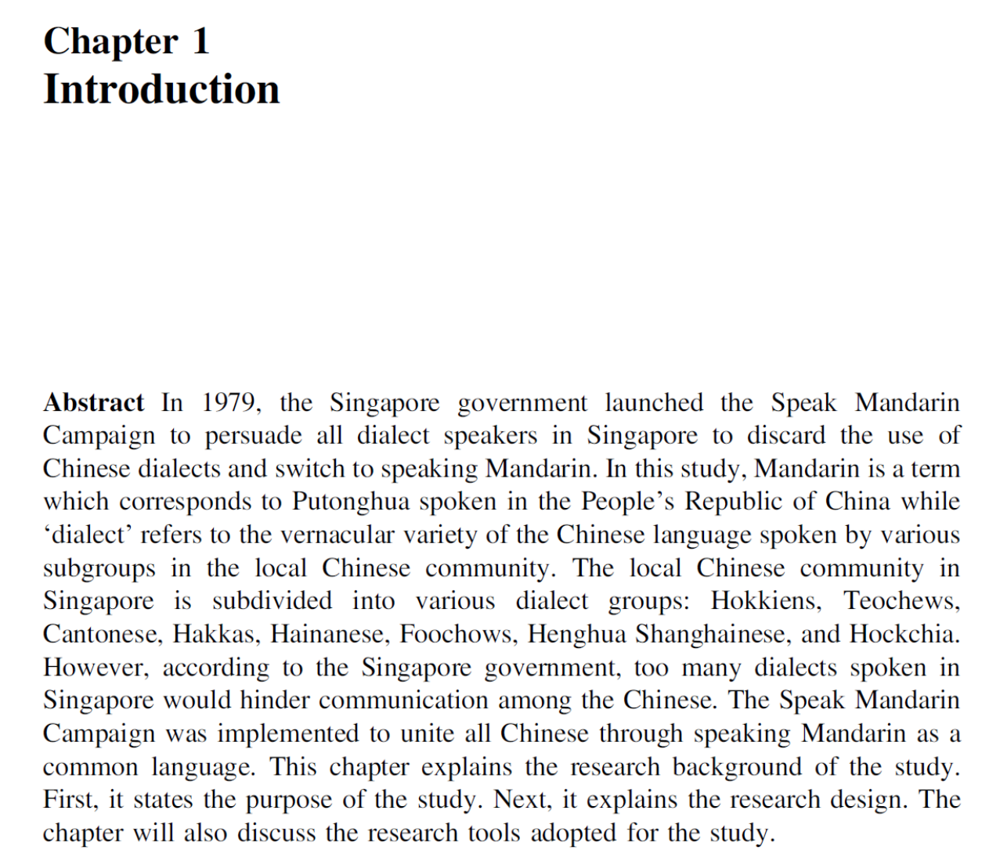 Chapter 1
Introduction
Abstract In 1979, the Singapore government launched the Speak Mandarin
Campaign to persuade all dialect speakers in Singapore to discard the use of
Chinese dialects and switch to speaking Mandarin. In this study, Mandarin is a term
which corresponds to Putonghua spoken in the People’s Republic of China while
‘dialect’ refers to the vernacular variety of the Chinese language spoken by various
subgroups in the local Chinese community. The local Chinese community in
Singapore is subdivided into various dialect groups: Hokkiens, Teochews,
Cantonese, Hakkas, Hainanese, Foochows, Henghua Shanghainese, and Hockchia.
However, according to the Singapore government, too many dialects spoken in
Singapore would hinder communication among the Chinese. The Speak Mandarin
Campaign was implemented to unite all Chinese through speaking Mandarin as a
common language. This chapter explains the research background of the study.
First, it states the purpose of the study. Next, it explains the research design. The
chapter will also discuss the research tools adopted for the study.